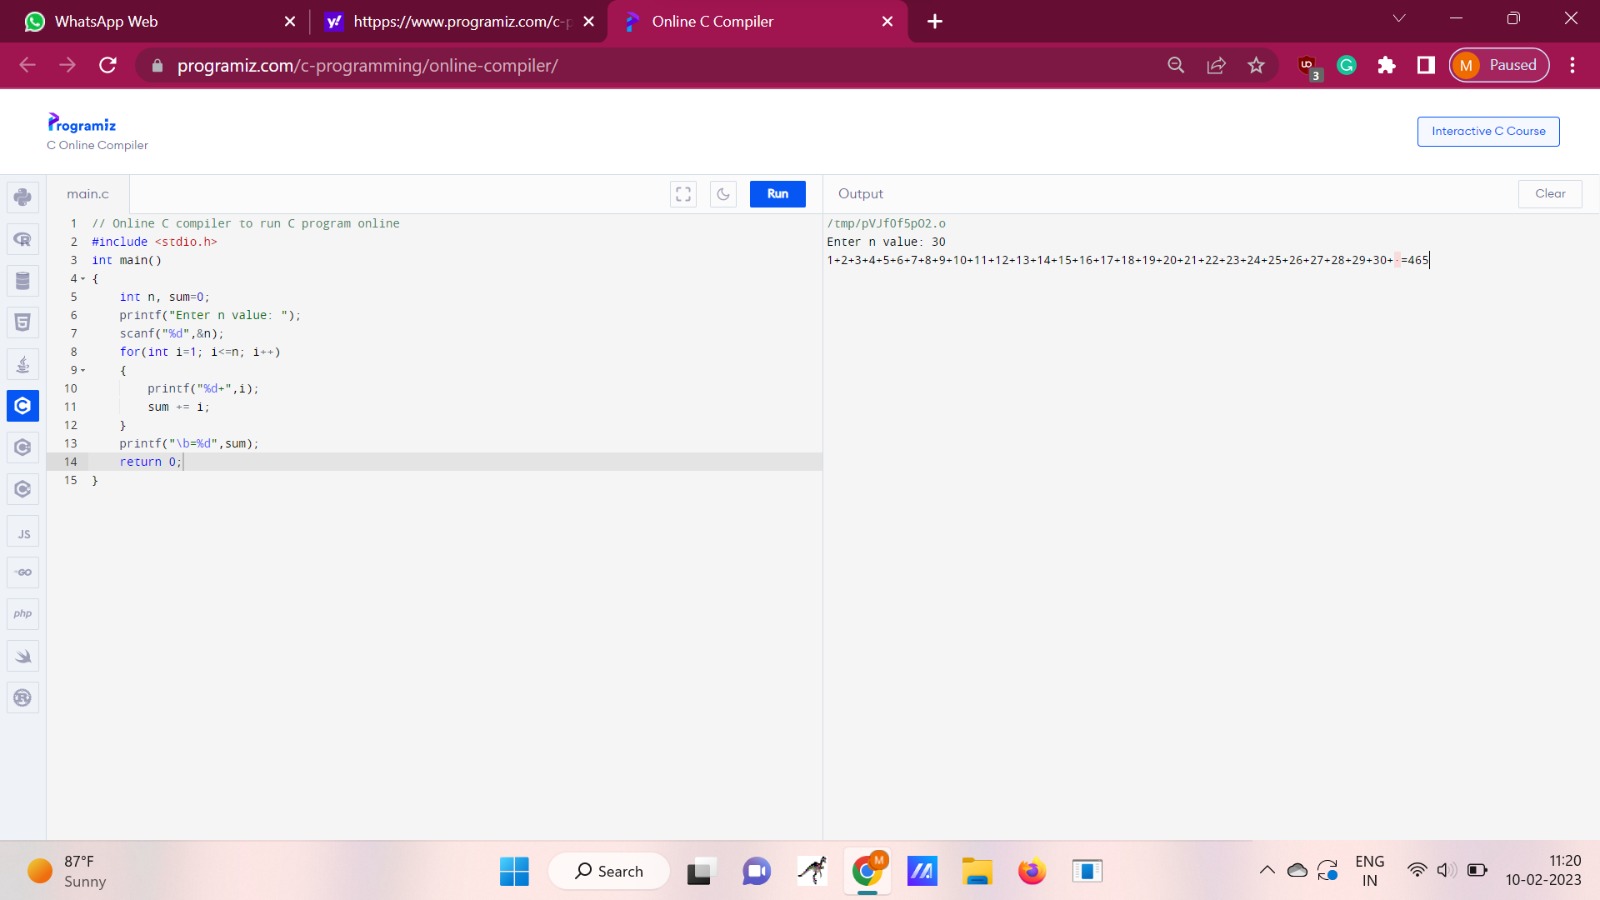 WhatsApp Web
httpps://www.programiz.com/c-p
Online C Compiler
programiz.com/c-programming/online-compiler/
3
M Paused
Programiz
C Online Compiler
Interactive C Course
main.c
Run
Output
Clear
1 // Online C compiler to run C program online
2 #include <stdio.h>
3 int main()
4 {
5 int n, sum=0;
6 printf("Enter n value: ");
7 scanf("%d",&n);
8 for(int i=1; i<=n; i++)
9 {
10 printf("%d+",i);
11 sum += i;
12 }
13 printf("\b=%d",sum);
14 return 0;
15 }
/tmp/pVJf0f5pO2.o
Enter n value: 30
1+2+3+4+5+6+7+8+9+10+11+12+13+14+15+16+17+18+19+20+21+22+23+24+25+26+27+28+29+30+·=465
JS
GO
php
87°F
Sunny
Search
M
ENG
IN
11:20
10-02-2023